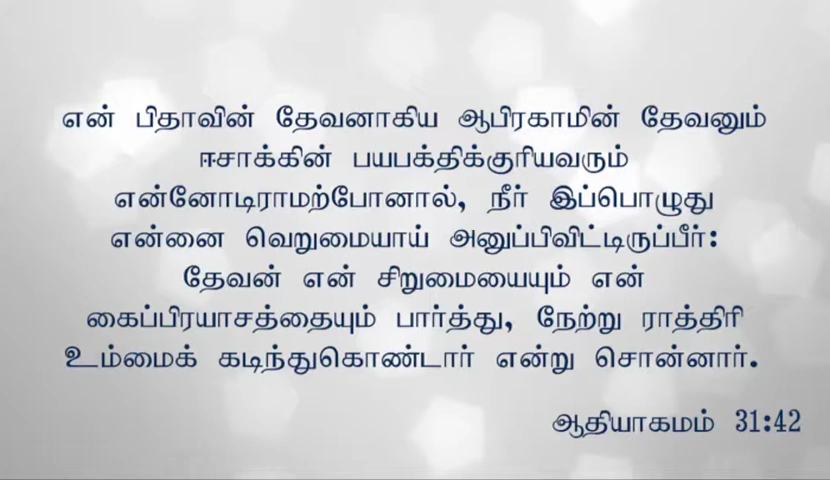 என் பிதாவின் தேவனாகிய ஆபிரகாமின் தேவனும்
ஈசாக்கின் பயபக்திக்குரியவரும்
என்னோடிராமற்போனால், நீர் இப்பொழுது
என்னை வெறுமையாய் அனுப்பிவிட்டிருப்பீர்:
தேவன் என் சிறுமையையும் என்
கைப்பிரயாசத்தையும் பார்த்து, நேற்று ராத்திரி
உம்மைக் கடிந்துகொண்டார் என்று சொன்னார்.
ஆதியாகமம் 31:42